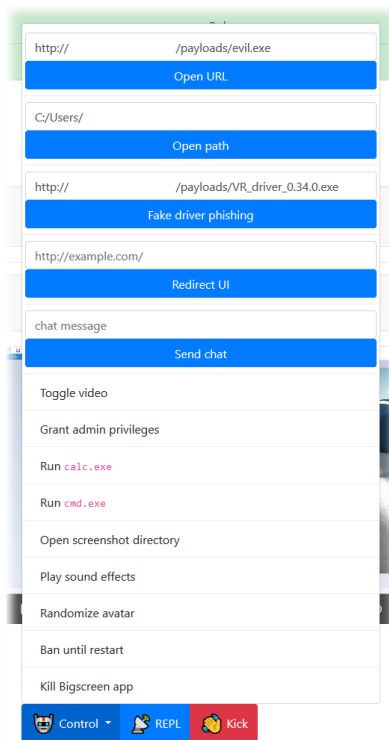 http:// /payloads/evil.exe
Open URL
C:/Users/
Open path
http:// /payloads/VR_driver_0.34.0.exe
Fake driver phishing
http://example.com/
Redirect UI
chat message
Send chat
Toggle video
Grant admin privileges
Run calc.exe
Run cmd.exe
Open screenshot directory
Play sound effects
Randomize avatar
Ban until restart
Kill Bigscreen app
Control REPL Kick